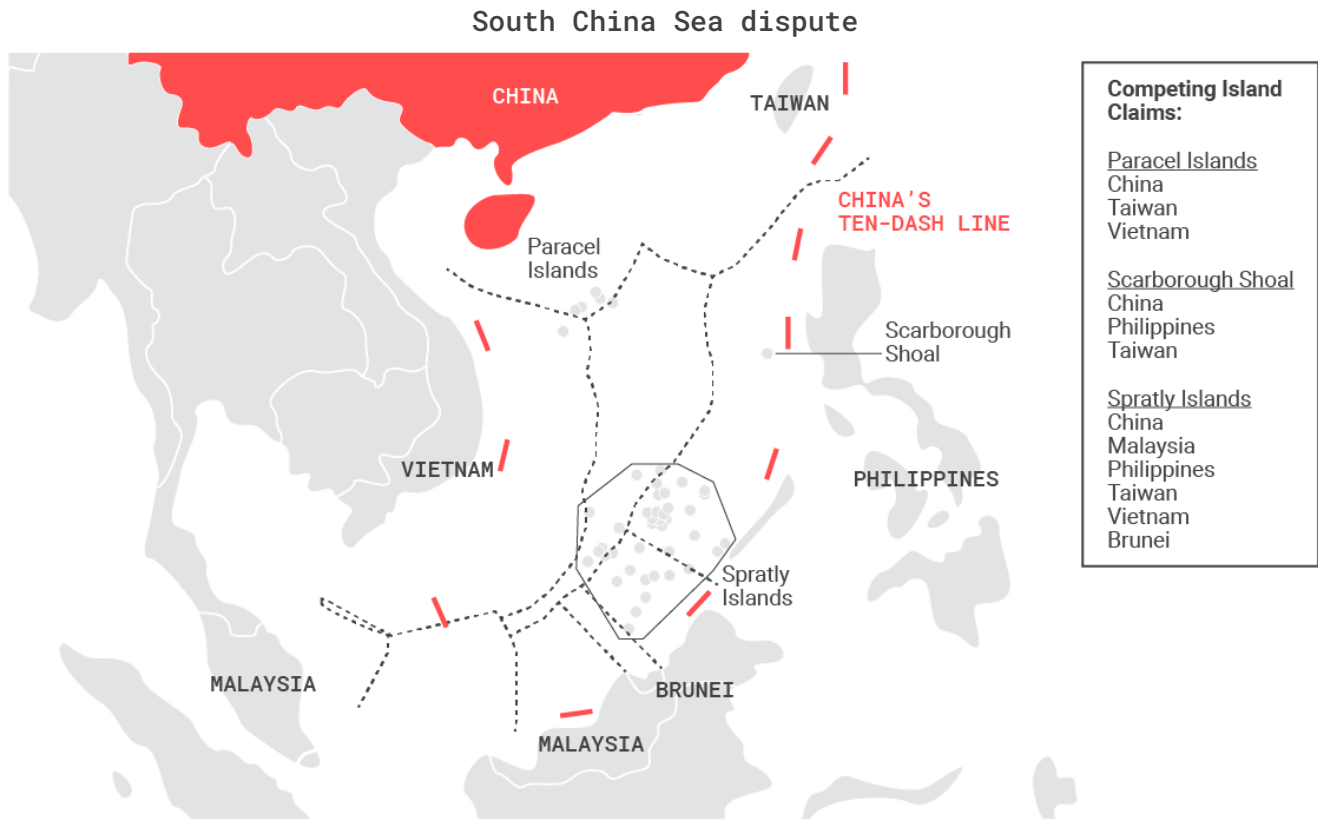 South China Sea dispute
CHINA
TAIWAN
CHINA'S
TEN-DASH LINE
Paracel
Islands
Scarborough
Shoal
VIETNAM
PHILIPPINES
Spratly
Islands
MALAYSIA
BRUNEI
MALAYSIA
Competing Island
Claims:
Paracel Islands
China
Taiwan
Vietnam
Scarborough Shoal
China
Philippines
Taiwan
Spratly Islands
China
Malaysia
Philippines
Taiwan
Vietnam
Brunei